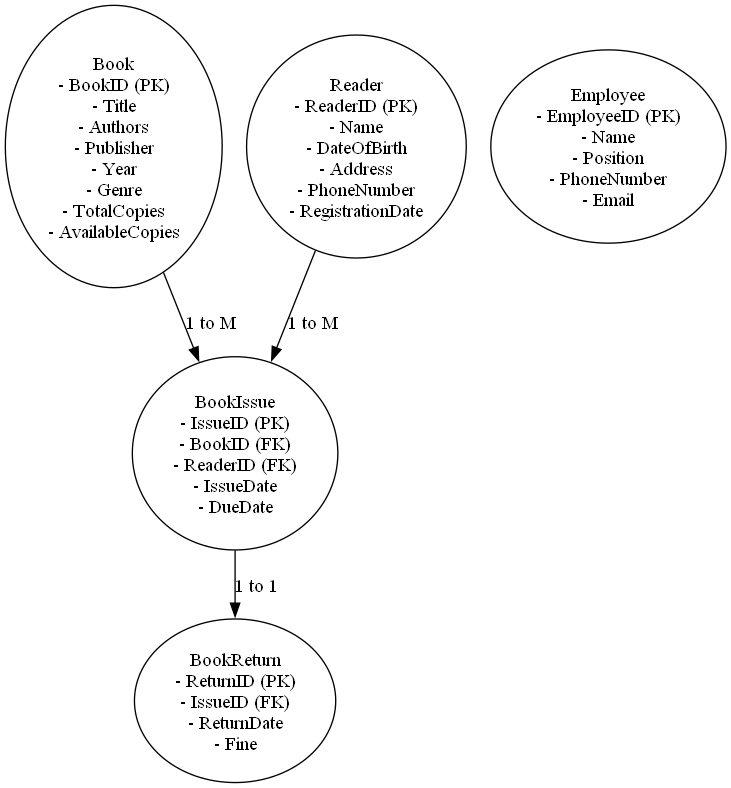 Book
- BookID (PK)
- Title
- Authors
- Publisher
- Year
- Genre
- TotalCopies
- AvailableCopies
Reader
- ReaderID (PK)
- Name
- DateOfBirth
- Address
- PhoneNumber
- RegistrationDate
Employee
- EmployeeID (PK)
- Name
- Position
- PhoneNumber
- Email
1 to M
1 to M
BookIssue
- IssueID (PK)
- BookID (FK)
- ReaderID (FK)
- IssueDate
- DueDate
1 to 1
BookReturn
- ReturnID (PK)
- IssueID (FK)
- ReturnDate
- Fine